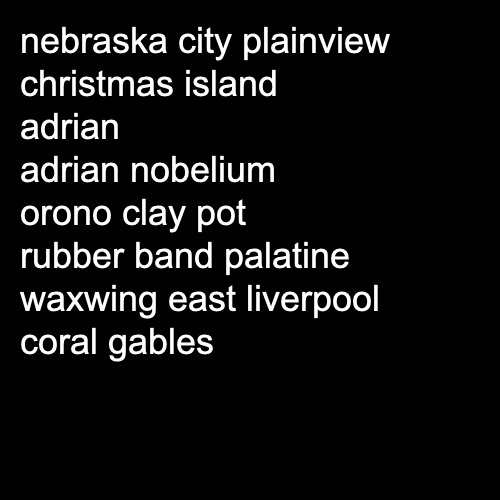 nebraska city plainview
christmas island
adrian
adrian nobelium
orono clay pot
rubber band palatine
waxwing east liverpool
coral gables